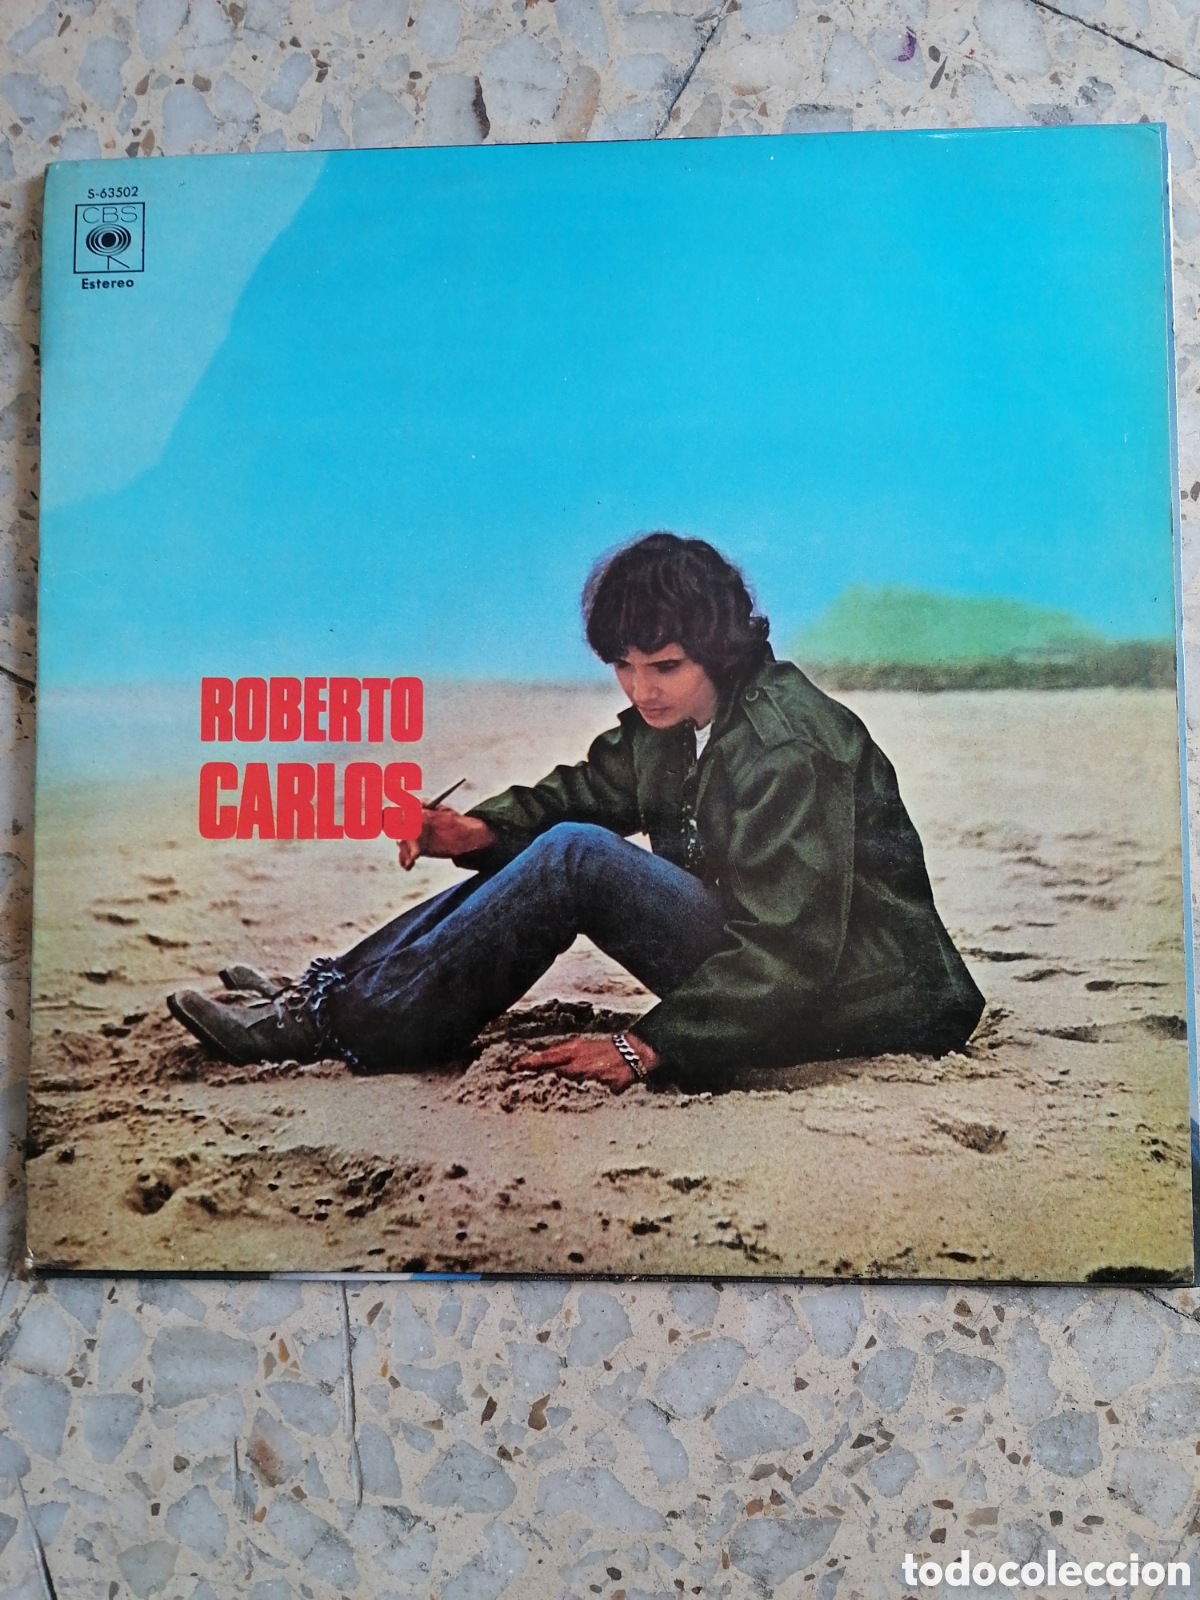 S-63502
CBS
Estereo
ROBERTO
CARLOS
todocoleccion